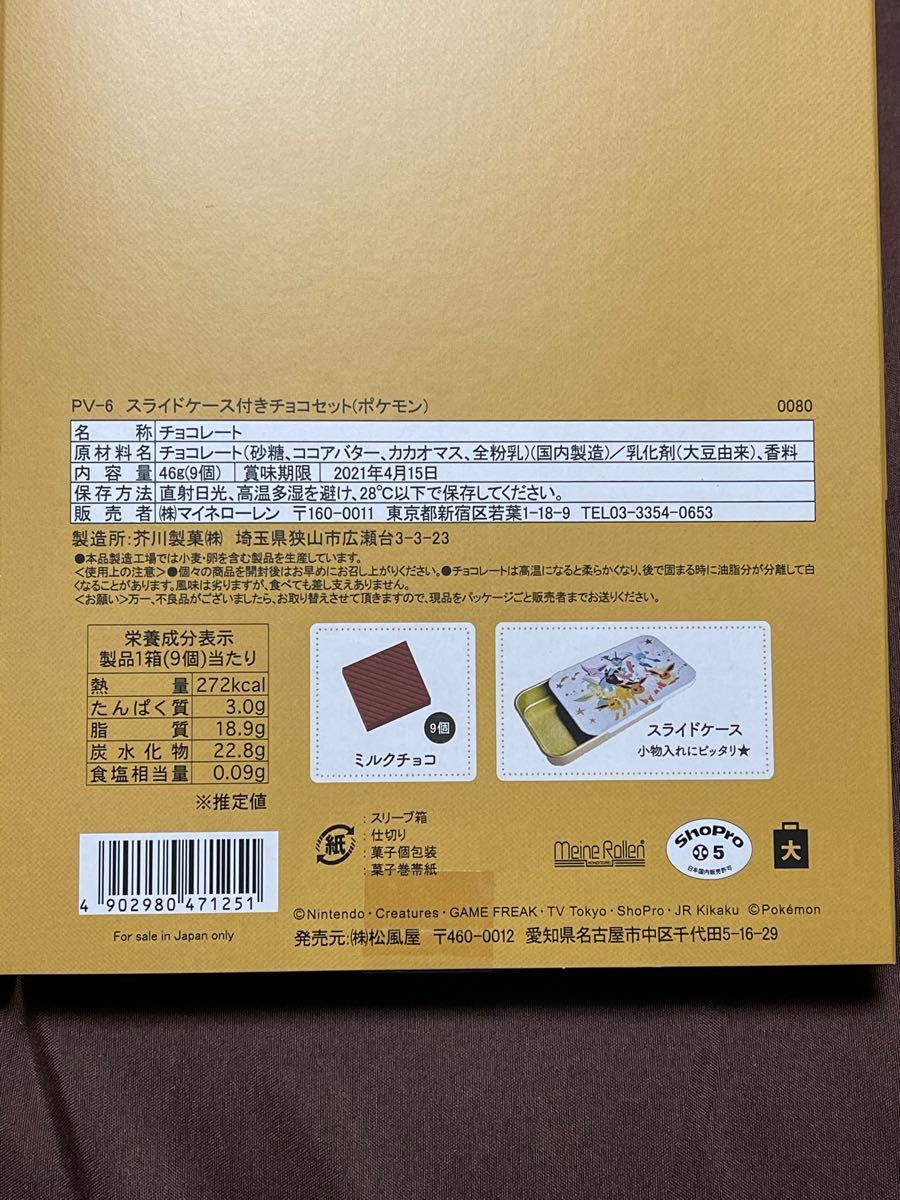 PV-6 スライドケース付きチョコセット(ポケモン) 0080
名称 チョコレート
原材料名 チョコレート(砂糖、ココアバター、カカオマス、全粉乳)(国内製造)/乳化剤(大豆由来)、香料
内容量 46g(9個) 賞味期限 2021年4月15日
保存方法 直射日光、高温多湿を避け、28℃以下で保存してください。
販売者 ㈱マイネローレン 〒160-0011 東京都新宿区若葉1-18-9 TEL03-3354-0653
製造所:芥川製菓㈱ 埼玉県狭山市広瀬台3-3-23
●本品製造工場では小麦・卵を含む製品を生産しています。
<使用上の注意>●個々の商品を開封後はお早めにお召し上がりください。●チョコレートは高温になると柔らかくなり、後で固まる時に油脂分が分離して白
くなることがあります。風味は劣りますが、食べても差し支えありません。
<お願い>万一、不良品がございましたら、お取り替えさせて頂きますので、現品をパッケージごと販売者までお送りください。
栄養成分表示
製品1箱(9個)当たり
熱量 272kcal
たんぱく質 3.0g
脂質 18.9g
炭水化物 22.8g
食塩相当量 0.09g
※推定値
9個
ミルクチョコ
スライドケース
小物入れにピッタリ★
紙
:スリーブ箱
:仕切り
:菓子個包装
:菓子巻帯紙
Meine Rollen
ShoPro
5
日本国内販売許可
大
4 902980 471251
For sale in Japan only
©Nintendo・Creatures・GAME FREAK・TV Tokyo・ShoPro・JR Kikaku ©Pokémon
発売元:㈱松風屋 〒460-0012 愛知県名古屋市中区千代田5-16-29